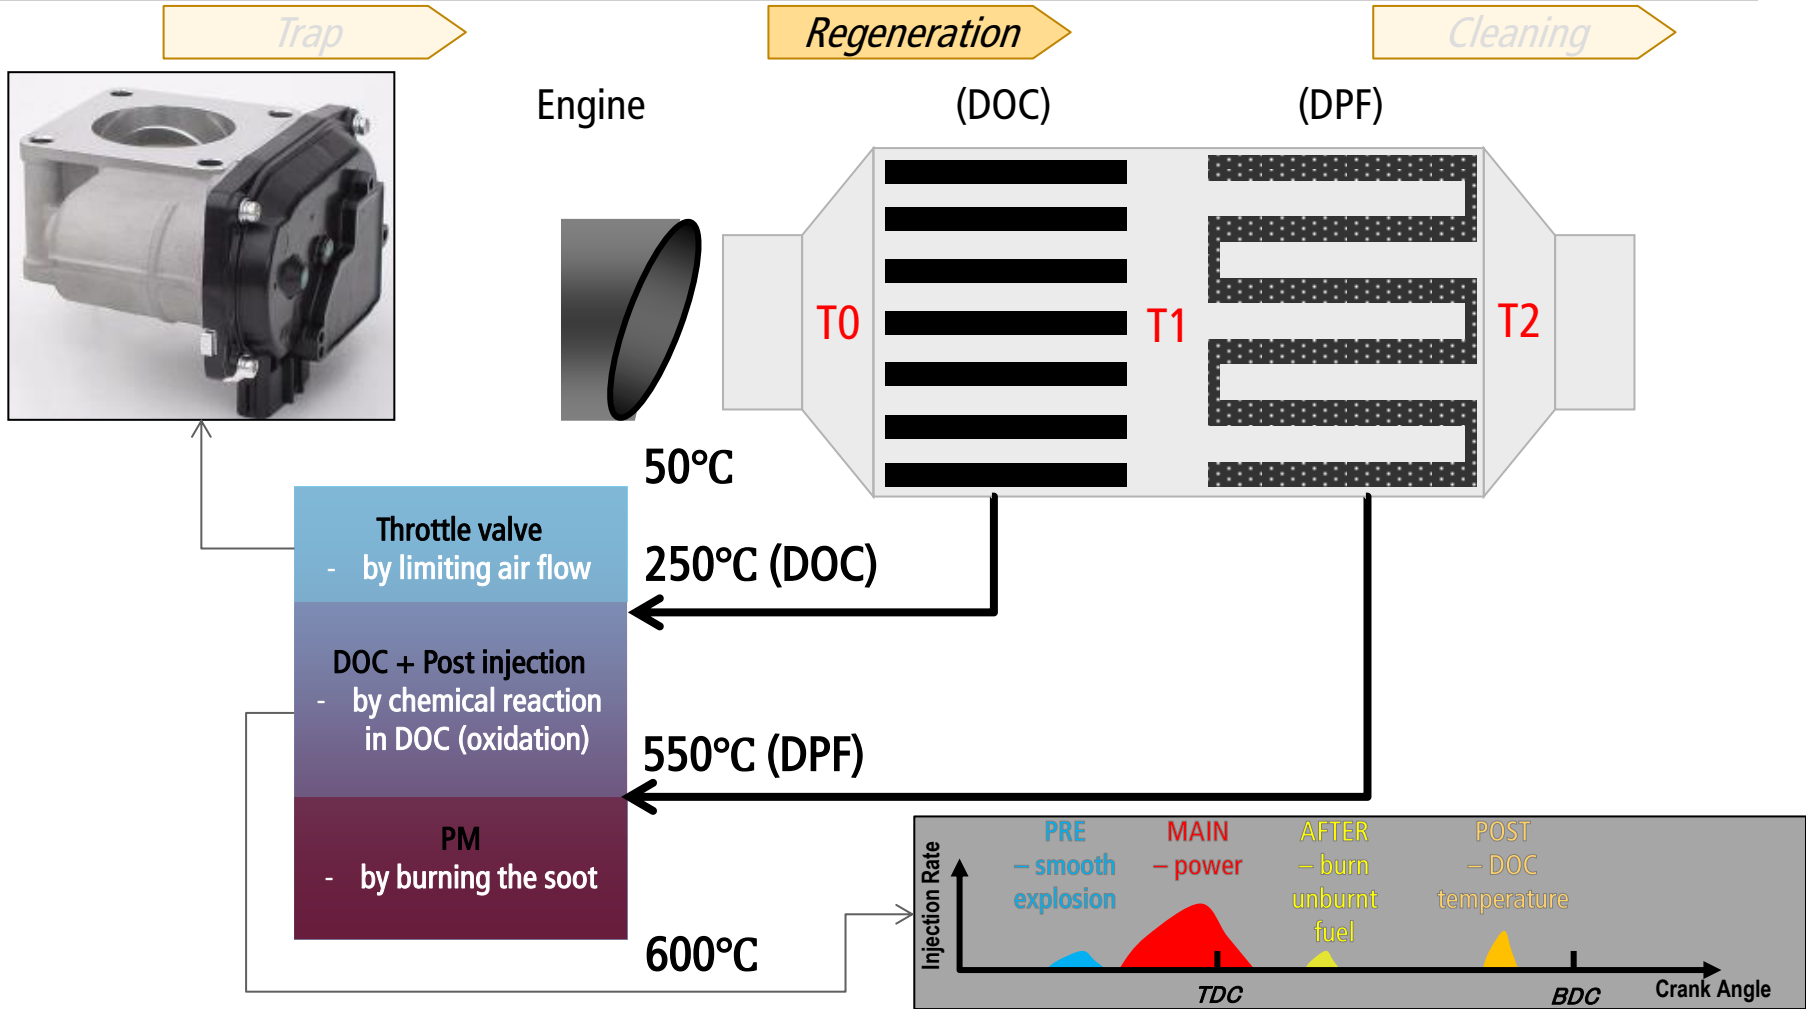 Trap
Regeneration
Cleaning
Engine
(DOC)
(DPF)
T0
T1
T2
50℃
Throttle valve
- by limiting air flow
250℃ (DOC)
DOC + Post injection
- by chemical reaction
in DOC (oxidation)
550℃ (DPF)
PM
- by burning the soot
600℃
PRE
– smooth
explosion
MAIN
– power
AFTER
– burn
unburnt
fuel
POST
– DOC
temperature
Injection Rate
TDC
BDC
Crank Angle